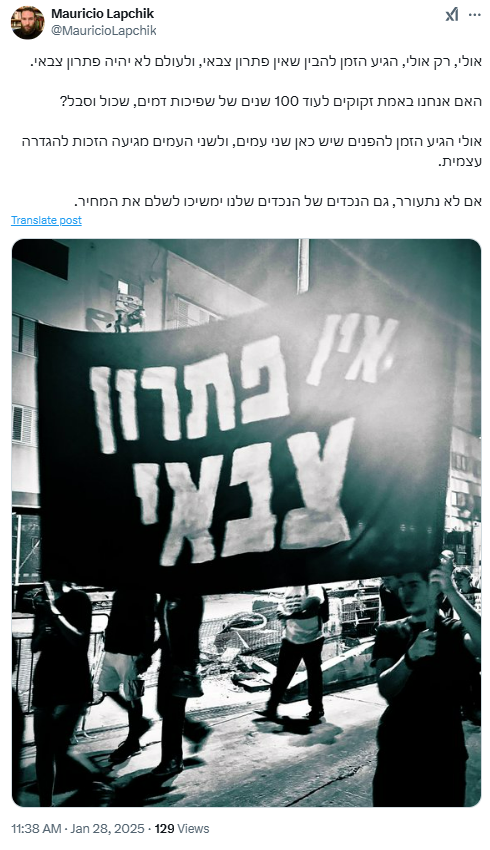 Mauricio Lapchik
@MauricioLapchik
אולי, רק אולי, הגיע הזמן להבין שאין פתרון צבאי, ולעולם לא יהיה פתרון צבאי.
האם אנחנו באמת זקוקים לעוד 100 שנים של שפיכות דמים, שכול וסבל?
אולי הגיע הזמן להפנים שיש כאן שני עמים, ולשני העמים מגיעה הזכות להגדרה
עצמית.
אם לא נתעורר, גם הנכדים של הנכדים שלנו ימשיכו לשלם את המחיר.
Translate post
אין פתרון
צבאי
11:38 AM · Jan 28, 2025 · 129 Views